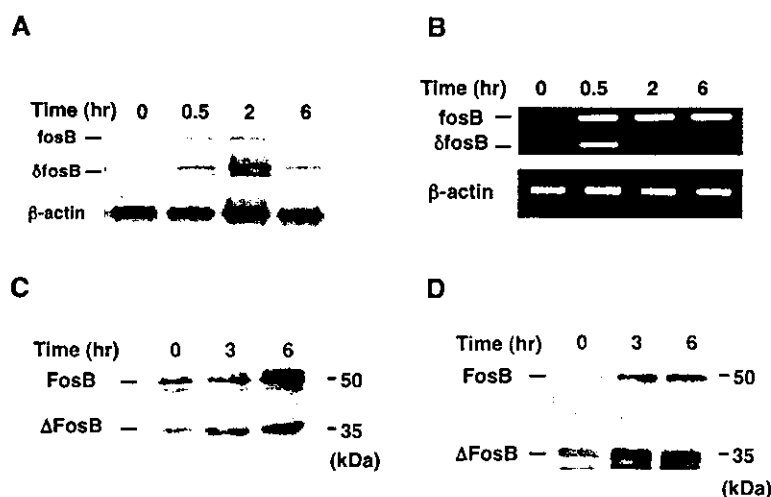 A
Time (hr) 0 0.5 2 6
fosB
δfosB
β-actin
B
Time (hr) 0 0.5 2 6
fosB
δfosB
β-actin
C
Time (hr) 0 3 6
FosB 50
ΔFosB 35
(kDa)
D
Time (hr) 0 3 6
FosB 50
ΔFosB 35
(kDa)